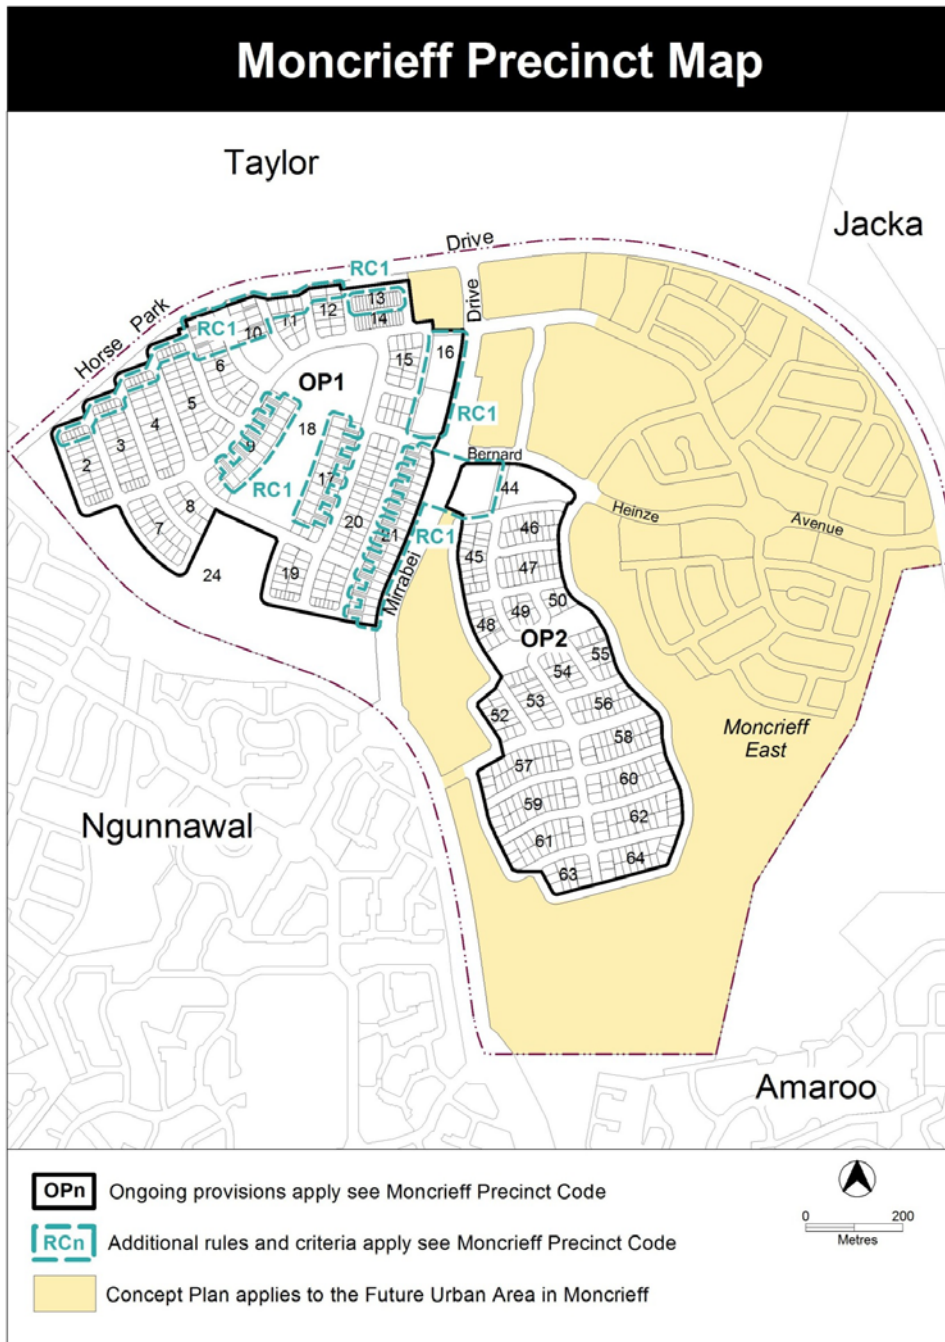 Moncrieff Precinct Map
Taylor
Jacka
Drive
Horse Park
Drive
RC1
RC1
13
12
11
10
14
6
15
16
OP1
5
4
3
2
RC1
18
9
17
RC1
Bernard
44
8
7
20
21
RC1
Heinze
Avenue
46
45
47
24
19
Mirrabei
50
49
48
OP2
55
54
53
56
52
58
Moncrieff
East
57
60
59
62
61
64
63
Ngunnawal
Amaroo
OPn Ongoing provisions apply see Moncrieff Precinct Code
RCn Additional rules and criteria apply see Moncrieff Precinct Code
Concept Plan applies to the Future Urban Area in Moncrieff
0 200
Metres